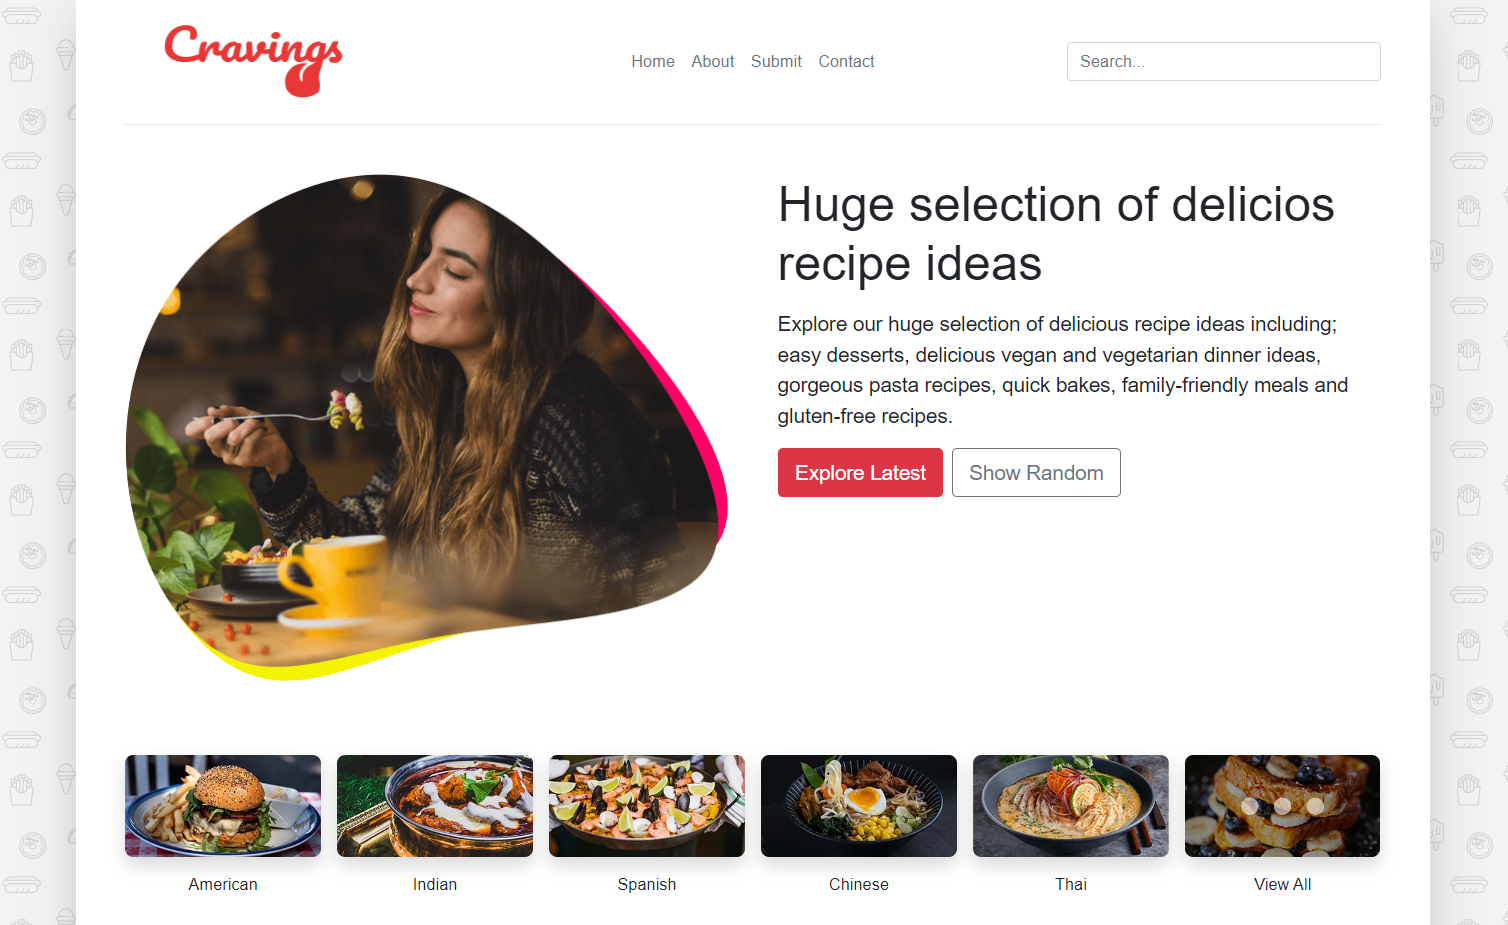 Cravings
Home About Submit Contact
Search...
Huge selection of delicios
recipe ideas
Explore our huge selection of delicious recipe ideas including;
easy desserts, delicious vegan and vegetarian dinner ideas,
gorgeous pasta recipes, quick bakes, family-friendly meals and
gluten-free recipes.
Explore Latest Show Random
American Indian Spanish Chinese Thai View All